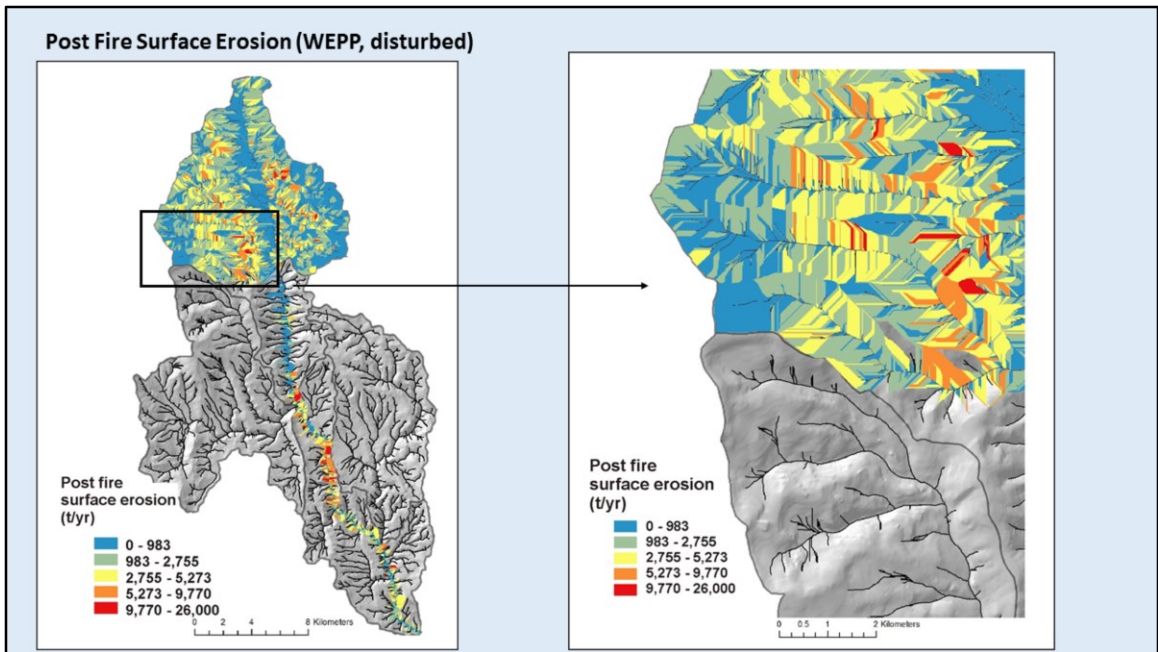 Post Fire Surface Erosion (WEPP, disturbed)
Post fire
surface erosion
(t/yr)
0 - 983
983 - 2,755
2,755 - 5,273
5,273 - 9,770
9,770 - 26,000
0 2 4 8 Kilometers
Post fire
surface erosion
(t/yr)
0 - 983
983 - 2,755
2,755 - 5,273
5,273 - 9,770
9,770 - 26,000
0 0.5 1 2 Kilometers